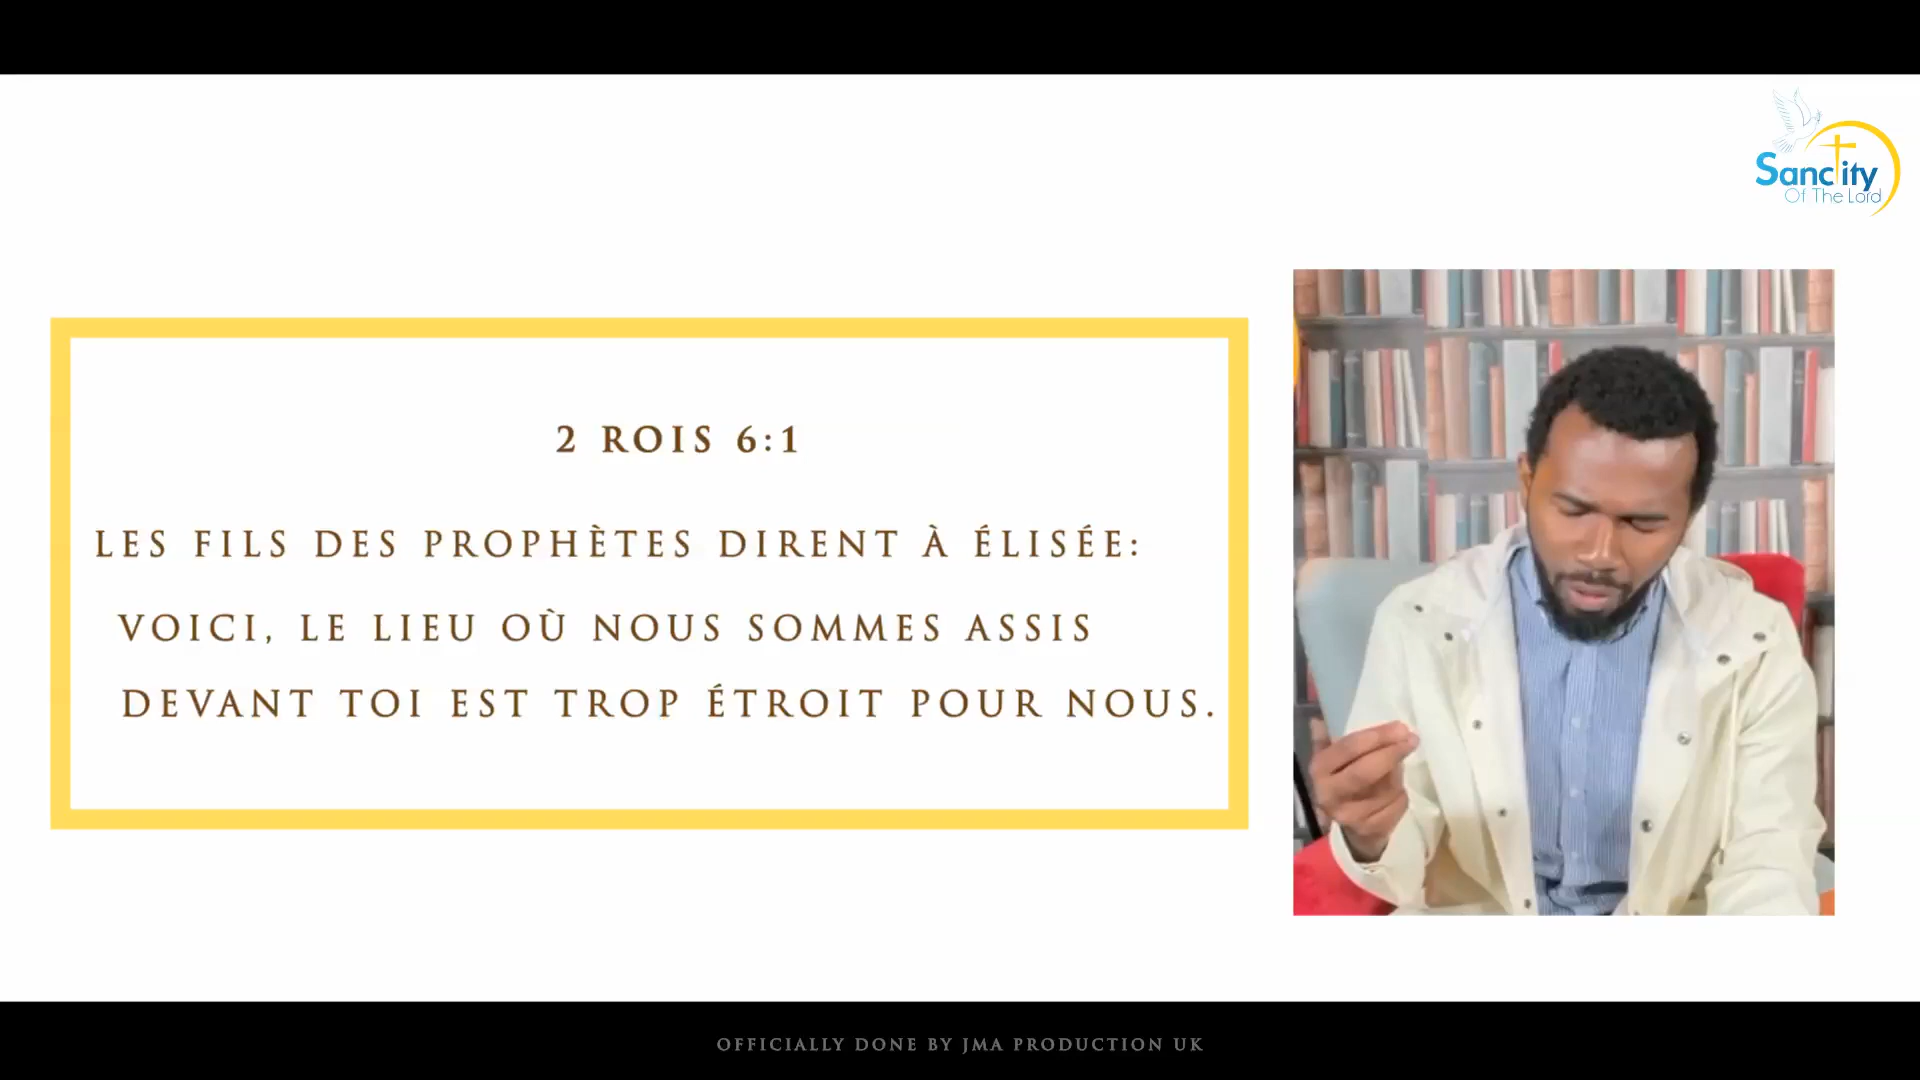 Sanctity
Of The Lord
2 ROIS 6:1
LES FILS DES PROPHÈTES DIRENT À ÉLISÉE:
VOICI, LE LIEU OÙ NOUS SOMMES ASSIS
DEVANT TOI EST TROP ÉTROIT POUR NOUS.
OFFICIALLY DONE BY JMA PRODUCTION UK